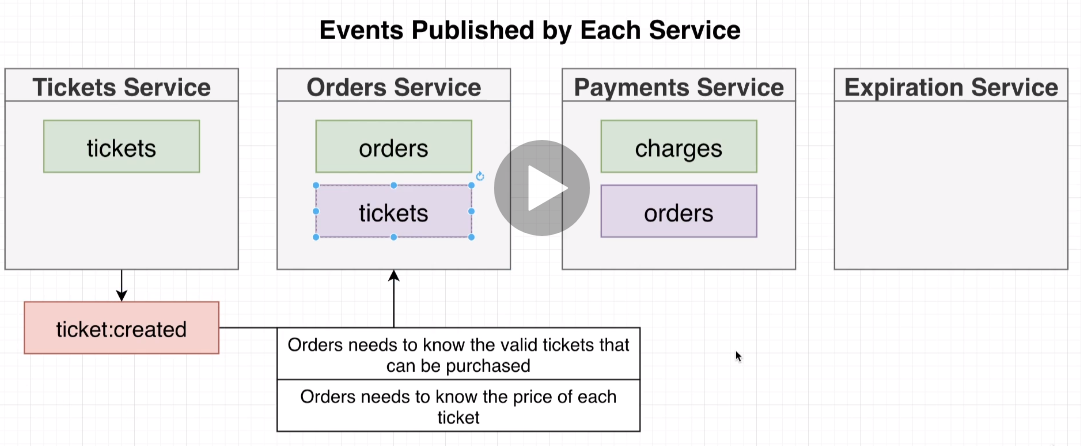 Events Published by Each Service
Tickets Service
tickets
Orders Service
orders
tickets
Payments Service
charges
orders
Expiration Service
ticket:created
Orders needs to know the valid tickets that
can be purchased
Orders needs to know the price of each
ticket